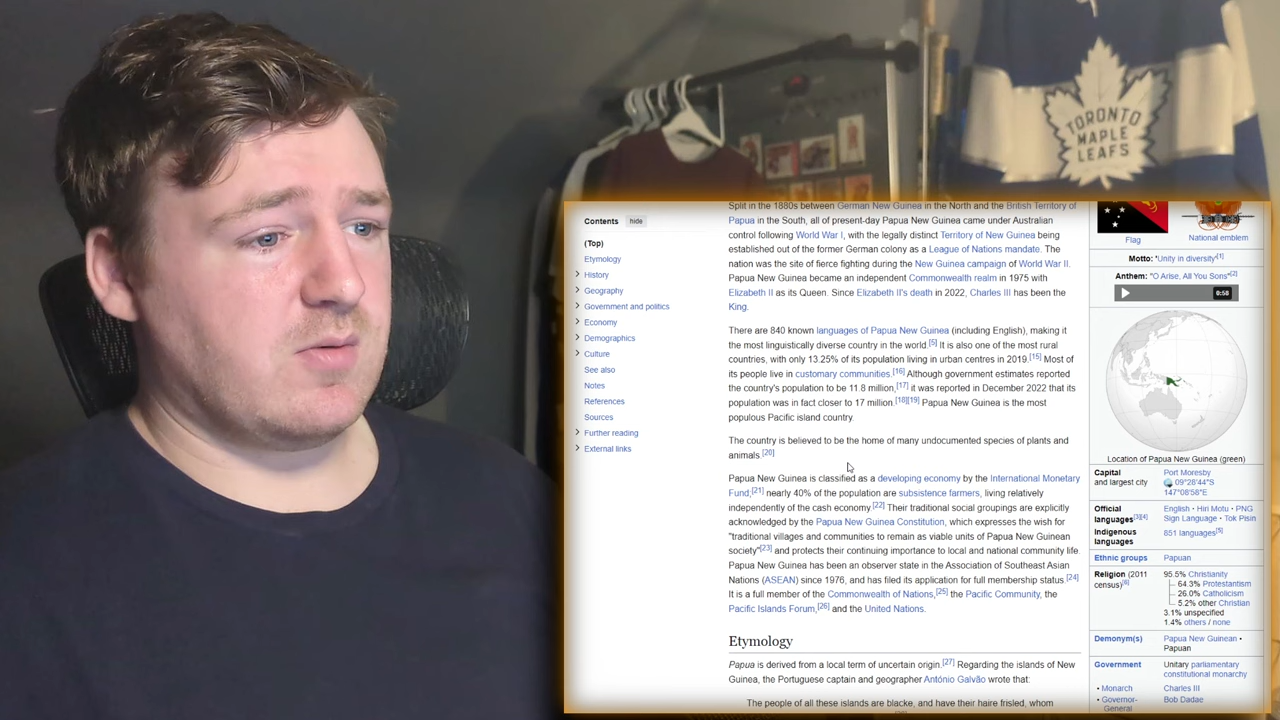 TORONTO
MAPLE
LEAFS
Contents hide
(Top)
Etymology
History
Geography
Government and politics
Economy
Demographics
Culture
See also
Notes
References
Sources
Further reading
External links
Split in the 1880s between German New Guinea in the North and the British Territory of
Papua in the South, all of present-day Papua New Guinea came under Australian
control following World War I, with the legally distinct Territory of New Guinea being
established out of the former German colony as a League of Nations mandate. The
nation was the site of fierce fighting during the New Guinea campaign of World War II.
Papua New Guinea became an independent Commonwealth realm in 1975 with
Elizabeth II as its Queen. Since Elizabeth II's death in 2022, Charles III has been the
King.
There are 840 known languages of Papua New Guinea (including English), making it
the most linguistically diverse country in the world.[5] It is also one of the most rural
countries, with only 13.25% of its population living in urban centres in 2019.[15] Most of
its people live in customary communities.[16] Although government estimates reported
the country's population to be 11.8 million,[17] it was reported in December 2022 that its
population was in fact closer to 17 million.[18][19] Papua New Guinea is the most
populous Pacific island country.
The country is believed to be the home of many undocumented species of plants and
animals.[20]
Papua New Guinea is classified as a developing economy by the International Monetary
Fund;[21] nearly 40% of the population are subsistence farmers, living relatively
independently of the cash economy.[22] Their traditional social groupings are explicitly
acknowledged by the Papua New Guinea Constitution, which expresses the wish for
"traditional villages and communities to remain as viable units of Papua New Guinean
society"[23] and protects their continuing importance to local and national community life.
Papua New Guinea has been an observer state in the Association of Southeast Asian
Nations (ASEAN) since 1976, and has filed its application for full membership status.[24]
It is a full member of the Commonwealth of Nations,[25] the Pacific Community, the
Pacific Islands Forum,[26] and the United Nations.
Etymology
Papua is derived from a local term of uncertain origin.[27] Regarding the islands of New
Guinea, the Portuguese captain and geographer António Galvão wrote that:
The people of all these islands are blacke, and have their haire frisled, whom
Flag National emblem
Motto: 'Unity in diversity'[1]
Anthem: "O Arise, All You Sons"[2]
0:58
Location of Papua New Guinea (green)
Capital Port Moresby
and largest city 09°28′44″S
147°08′58″E
Official English • Hiri Motu • PNG
languages[3][4] Sign Language • Tok Pisin
Indigenous 851 languages[5]
languages
Ethnic groups Papuan
Religion (2011 95.5% Christianity
census)[6] 64.3% Protestantism
26.0% Catholicism
5.2% other Christian
3.1% unspecified
1.4% others / none
Demonym(s) Papua New Guinean •
Papuan
Government Unitary parliamentary
constitutional monarchy
• Monarch Charles III
• Governor- Bob Dadae
General